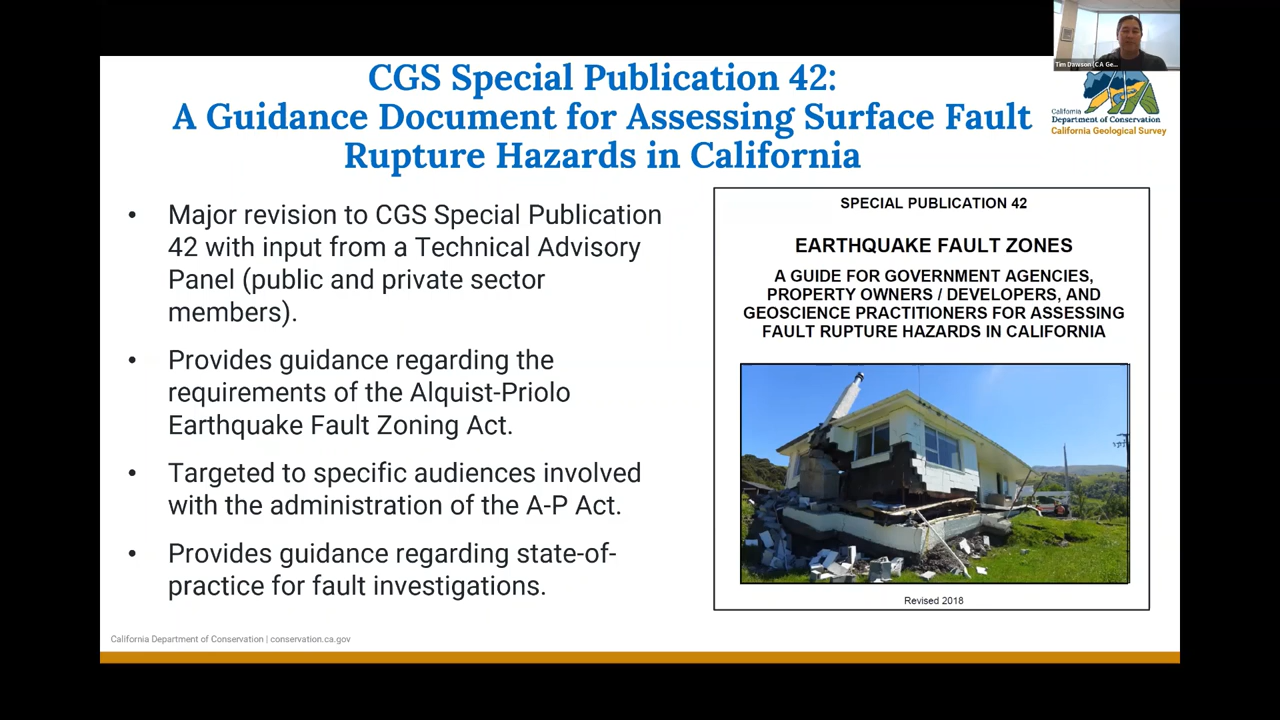 Tim Dawson (CA Ge...
CGS Special Publication 42:
A Guidance Document for Assessing Surface Fault
Rupture Hazards in California
California
Department of Conservation
California Geological Survey
• Major revision to CGS Special Publication
42 with input from a Technical Advisory
Panel (public and private sector
members).
• Provides guidance regarding the
requirements of the Alquist-Priolo
Earthquake Fault Zoning Act.
• Targeted to specific audiences involved
with the administration of the A-P Act.
• Provides guidance regarding state-of-
practice for fault investigations.
SPECIAL PUBLICATION 42
EARTHQUAKE FAULT ZONES
A GUIDE FOR GOVERNMENT AGENCIES,
PROPERTY OWNERS / DEVELOPERS, AND
GEOSCIENCE PRACTITIONERS FOR ASSESSING
FAULT RUPTURE HAZARDS IN CALIFORNIA
Revised 2018
California Department of Conservation | conservation.ca.gov